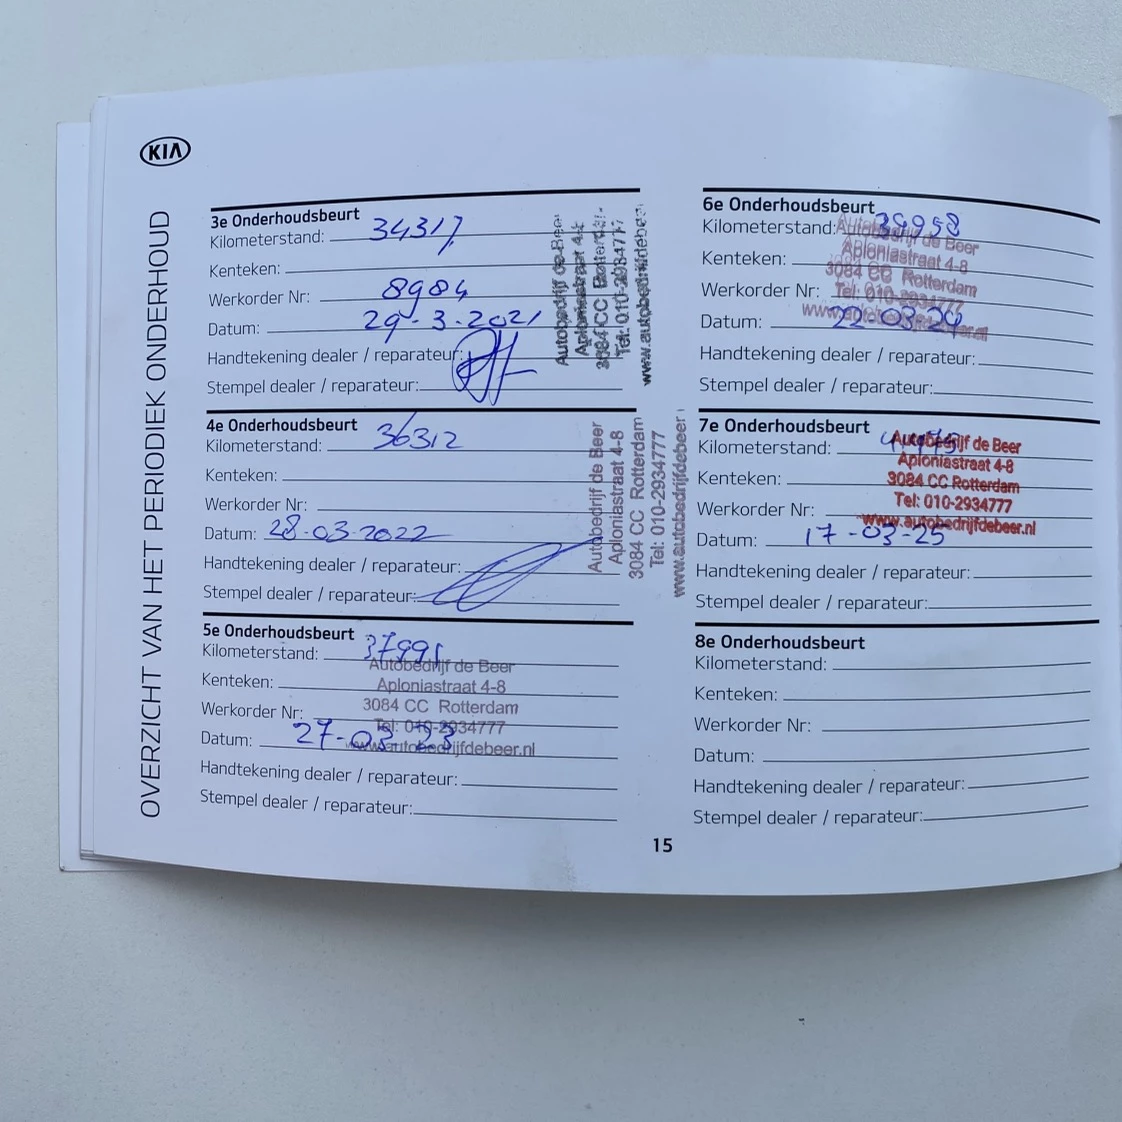 KIA
OVERZICHT VAN HET PERIODIEK ONDERHOUD
3e Onderhoudsbeurt
Kilometerstand: 34317
Kenteken:
Werkorder Nr: 8984
Datum: 29-3-2021
Handtekening dealer / reparateur:
Stempel dealer / reparateur:
Autobedrijf de Beer
Aploniastraat 4-8
3084 CC Rotterdam
Tel: 010-2934777
www.autobedrijfdebeer
4e Onderhoudsbeurt
Kilometerstand: 36312
Kenteken:
Werkorder Nr:
Datum: 28-03-2022
Handtekening dealer / reparateur:
Stempel dealer / reparateur:
Autobedrijf de Beer
Aploniastraat 4-8
3084 CC Rotterdam
Tel: 010-2934777
www.autobedrijfdebeer
5e Onderhoudsbeurt
Kilometerstand: 37991
Kenteken:
Werkorder Nr:
Datum: 27-03-23
Handtekening dealer / reparateur:
Stempel dealer / reparateur:
Autobedrijf de Beer
Aploniastraat 4-8
3084 CC Rotterdam
Tel: 010-2934777
www.autobedrijfdebeer.nl
6e Onderhoudsbeurt
Kilometerstand: 39958
Kenteken:
Werkorder Nr:
Datum: 22-03-24
Handtekening dealer / reparateur:
Stempel dealer / reparateur:
Autobedrijf de Beer
Aploniastraat 4-8
3084 CC Rotterdam
Tel: 010-2934777
www.autobedrijfdebeer.nl
7e Onderhoudsbeurt
Kilometerstand:
Kenteken:
Werkorder Nr:
Datum: 17-03-25
Handtekening dealer / reparateur:
Stempel dealer / reparateur:
Autobedrijf de Beer
Aploniastraat 4-8
3084 CC Rotterdam
Tel: 010-2934777
www.autobedrijfdebeer.nl
8e Onderhoudsbeurt
Kilometerstand:
Kenteken:
Werkorder Nr:
Datum:
Handtekening dealer / reparateur:
Stempel dealer / reparateur:
15